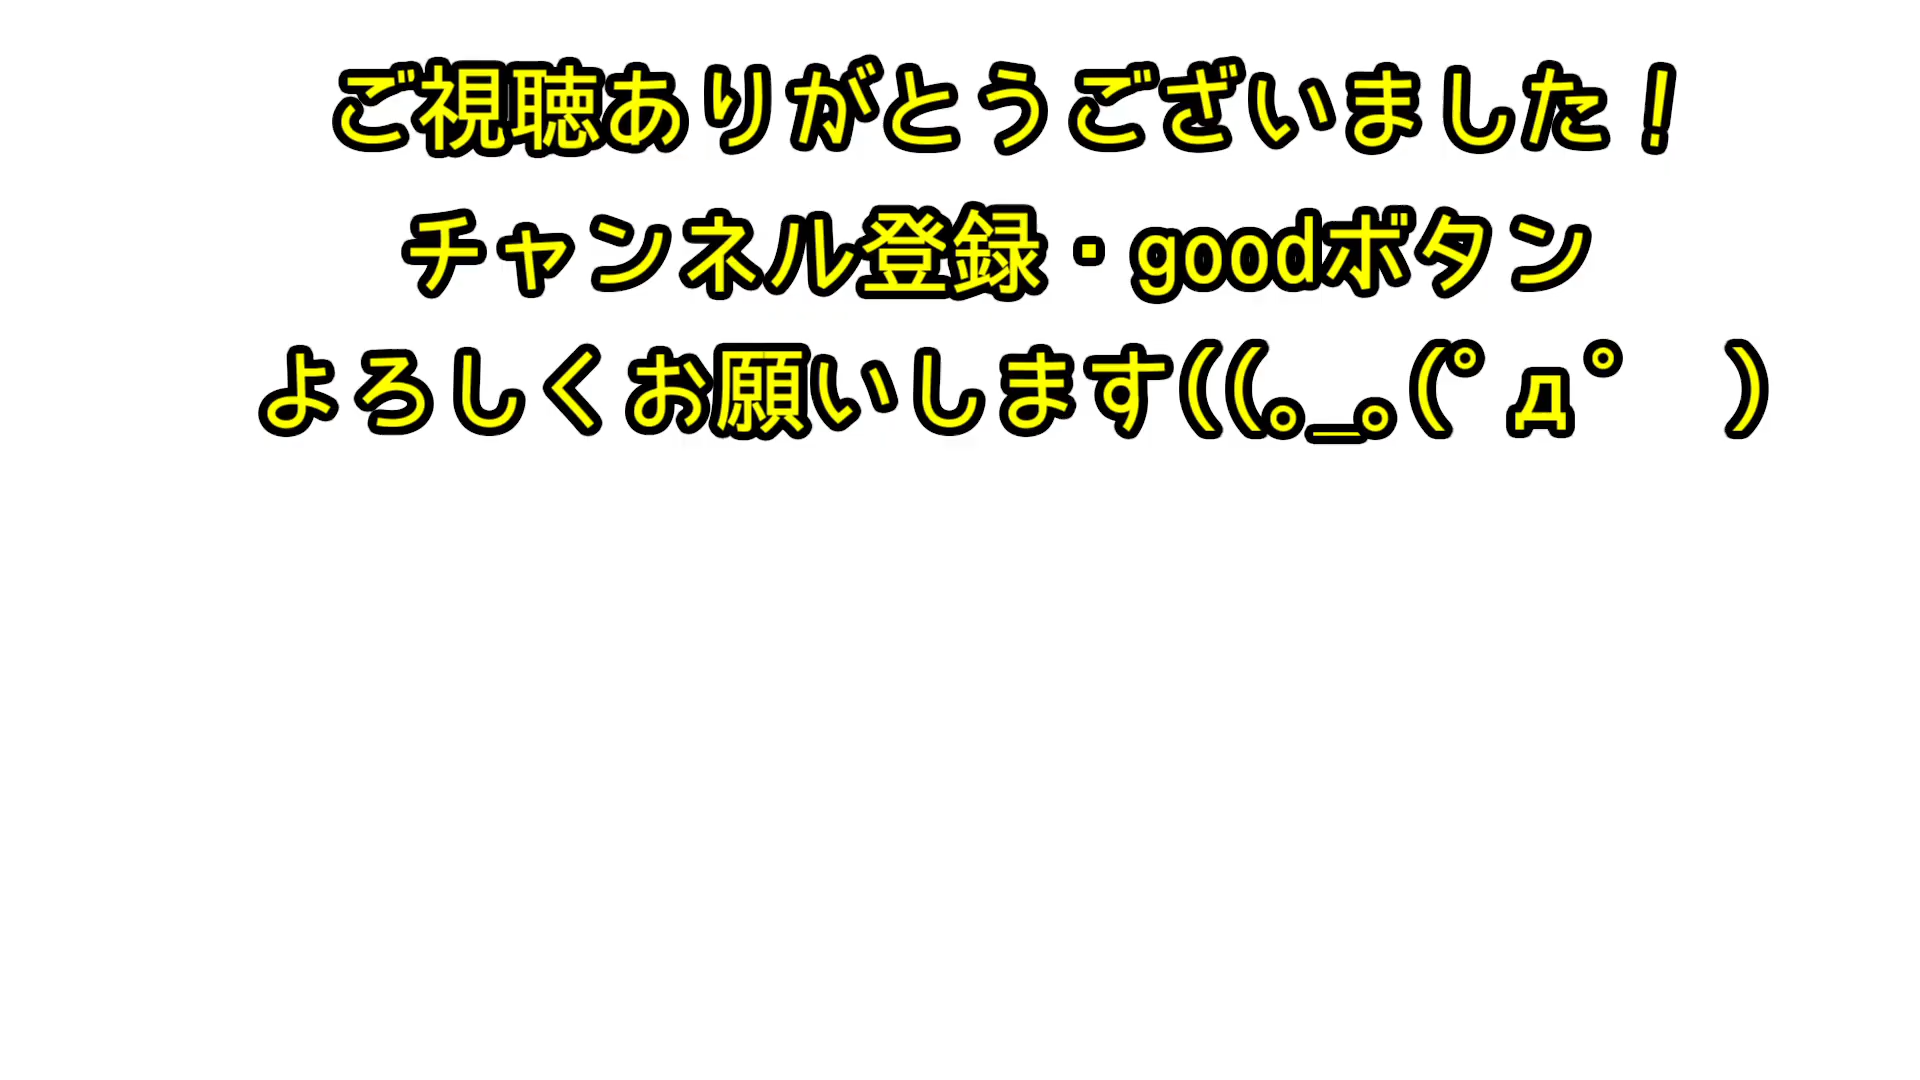 ご視聴ありがとうございました！
チャンネル登録・goodボタン
よろしくお願いします((｡_｡(ﾟдﾟ　)